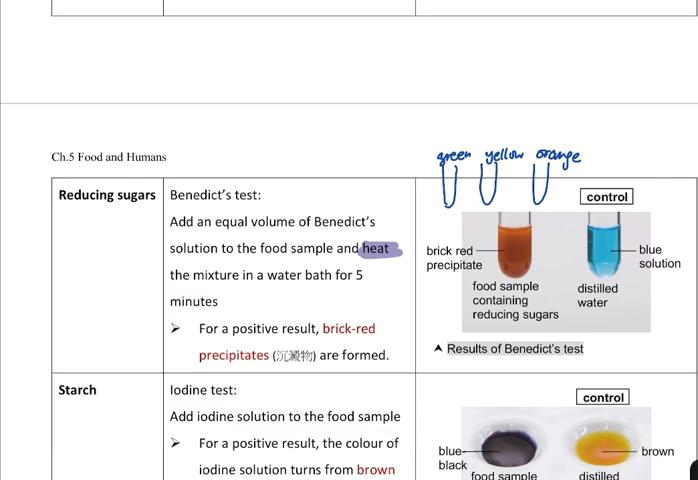 Ch.5 Food and Humans
green yellow orange
Reducing sugars
Benedict's test:
Add an equal volume of Benedict's
solution to the food sample and heat
the mixture in a water bath for 5
minutes
➢ For a positive result, brick-red
precipitates (沉澱物) are formed.
control
brick red
precipitate
blue
solution
food sample
containing
reducing sugars
distilled
water
Results of Benedict's test
Starch
Iodine test:
Add iodine solution to the food sample
➢ For a positive result, the colour of
iodine solution turns from brown
control
blue-
black
brown
food sample
distilled